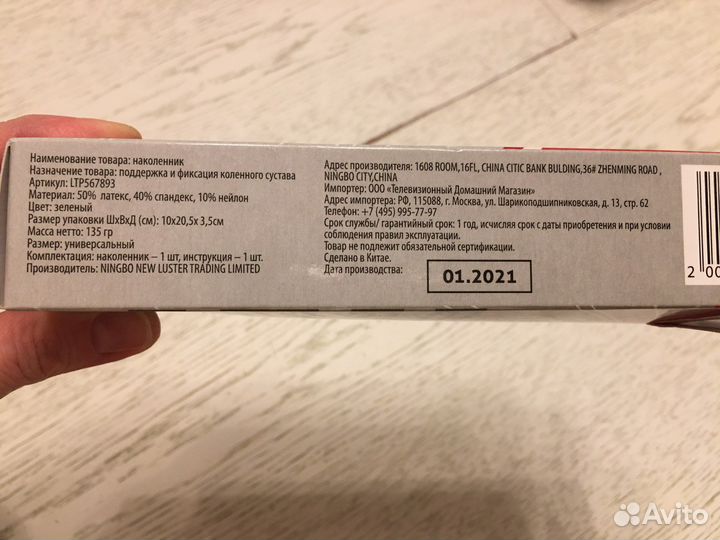 Наименование товара: наколенник
Назначение товара: поддержка и фиксация коленного сустава
Артикул: LTP567893
Материал: 50% латекс, 40% спандекс, 10% нейлон
Цвет: зеленый
Размер упаковки ШхВхД (см): 10х20,5х 3,5см
Масса нетто: 135 гр
Размер: универсальный
Комплектация: наколенник – 1 шт, инструкция – 1 шт.
Производитель: NINGBO NEW LUSTER TRADING LIMITED
Адрес производителя: 1608 ROOM,16FL, CHINA CITIC BANK BULDING,36# ZHENMING ROAD ,
NINGBO CITY,CHINA
Импортер: ООО «Телевизионный Домашний Магазин»
Адрес импортера: РФ, 115088, г. Москва, ул. Шарикоподшипниковская, д. 13, стр. 62
Телефон: +7 (495) 995-77-97
Срок службы/ гарантийный срок: 1 год, исчисляя срок с даты приобретения и при условии
соблюдения правил эксплуатации.
Товар не подлежит обязательной сертификации.
Сделано в Китае.
Дата производства:
01.2021
2 00
Avito